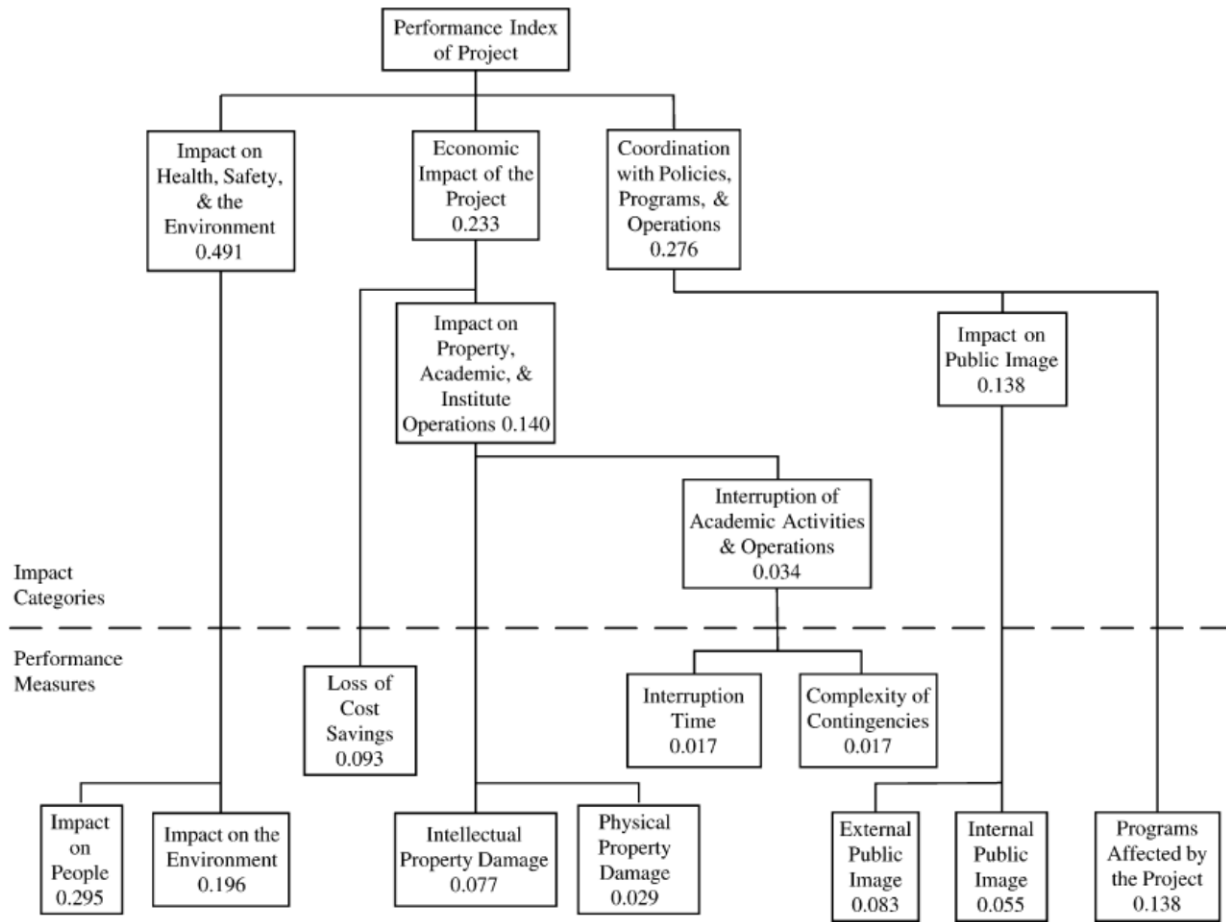 Performance Index
of Project
Impact on
Health, Safety,
& the
Environment
0.491
Economic
Impact of the
Project
0.233
Coordination
with Policies,
Programs, &
Operations
0.276
Impact on
Property,
Academic, &
Institute
Operations 0.140
Impact on
Public Image
0.138
Interruption of
Academic Activities
& Operations
0.034
Impact
Categories
Performance
Measures
Loss of
Cost
Savings
0.093
Interruption
Time
0.017
Complexity of
Contingencies
0.017
Impact
on
People
0.295
Impact on the
Environment
0.196
Intellectual
Property Damage
0.077
Physical
Property
Damage
0.029
External
Public
Image
0.083
Internal
Public
Image
0.055
Programs
Affected by
the Project
0.138